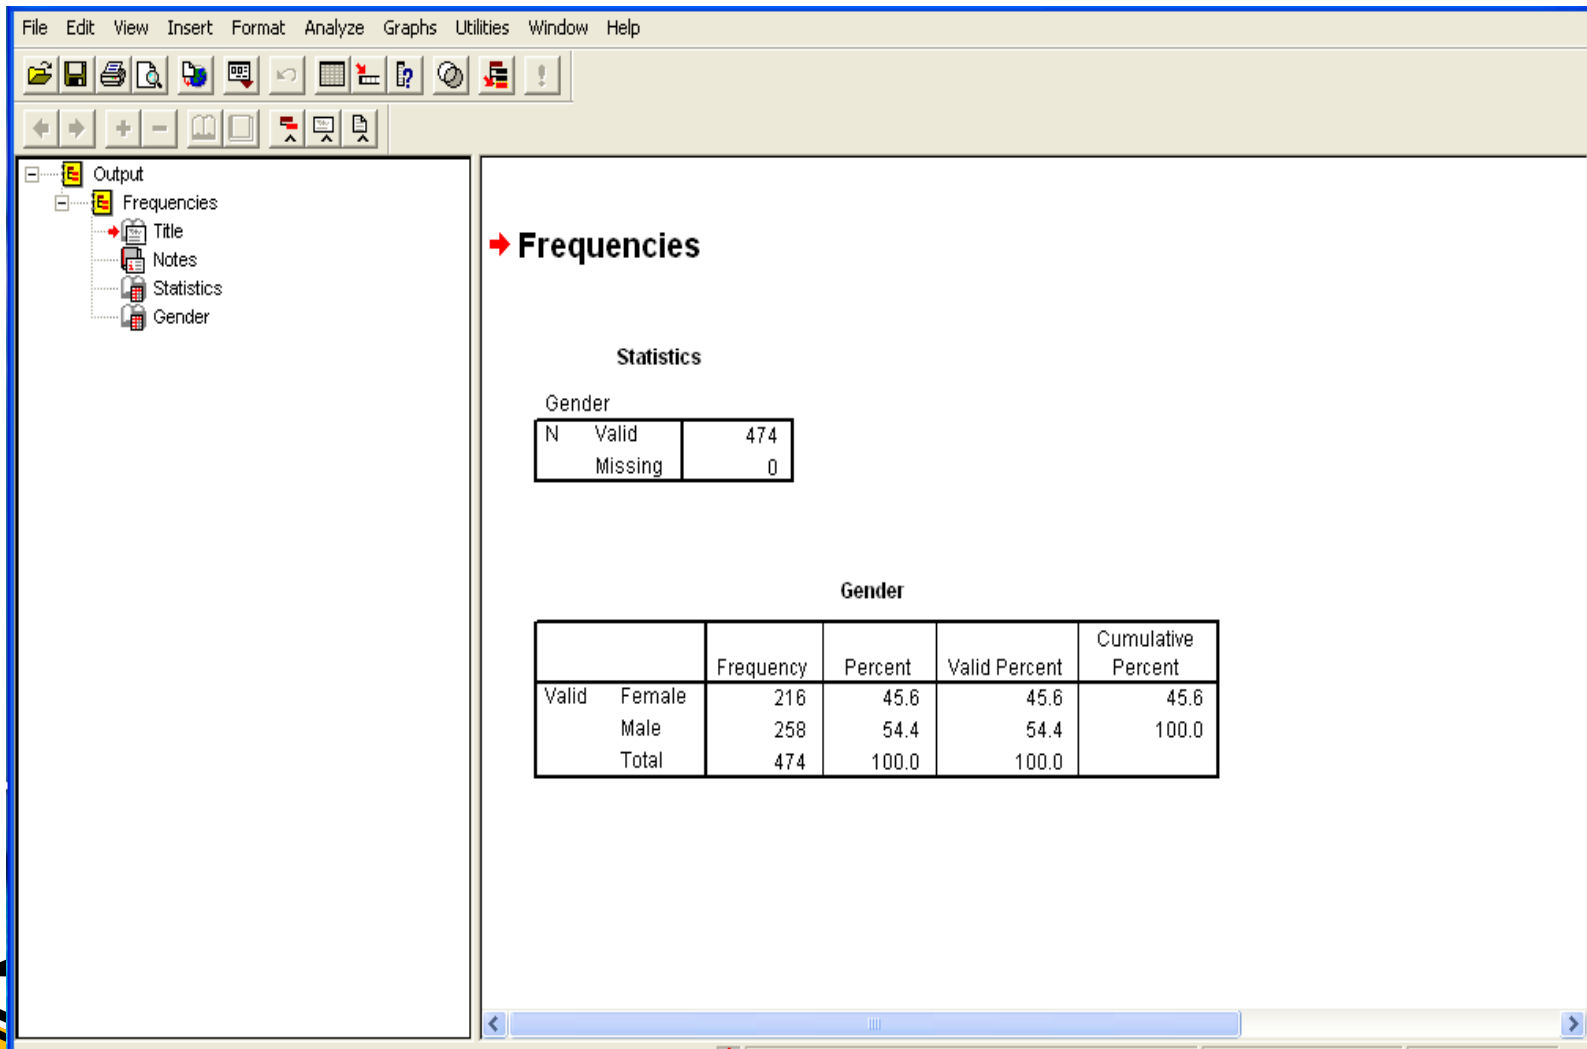 File Edit View Insert Format Analyze Graphs Utilities Window Help
Output
Frequencies
Title
Notes
Statistics
Gender
Frequencies
Statistics
Gender
N Valid 474
Missing 0
Gender
Frequency Percent Valid Percent Cumulative Percent
Valid Female 216 45.6 45.6 45.6
Male 258 54.4 54.4 100.0
Total 474 100.0 100.0